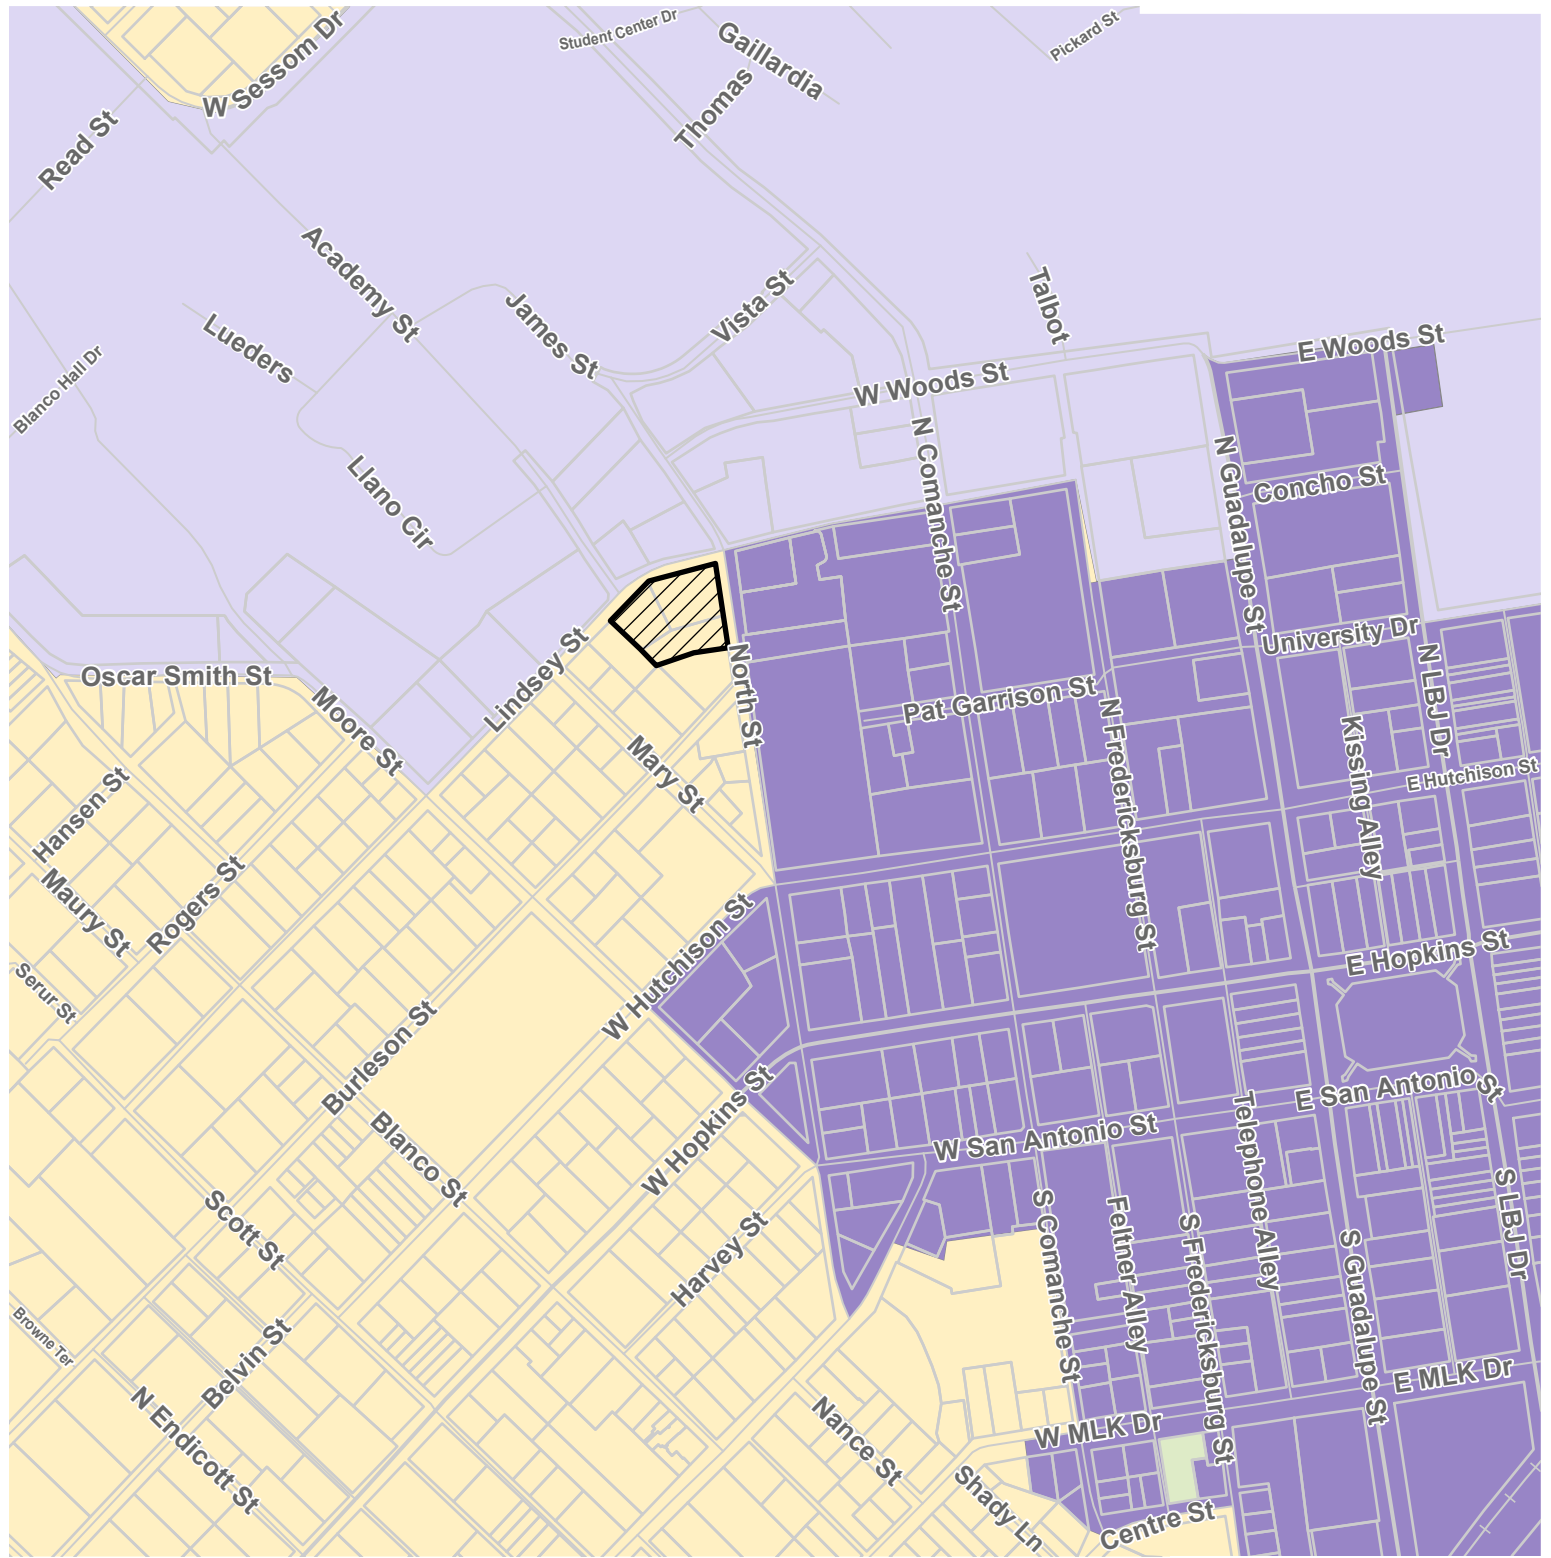 Student Center Dr
Gaillardia
Pickard St
W Sessom Dr
Thomas
Read St
Academy St
James St
Vista St
Talbot
Lueders
E Woods St
Blanco Hall Dr
W Woods St
N Comanche St
N Guadalupe St
Concho St
Llano Cir
University Dr
Lindsey St
North St
N LBJ Dr
Oscar Smith St
Moore St
Pat Garrison St
N Fredericksburg St
Kissing Alley
Mary St
E Hutchison St
Hansen St
Maury St
Rogers St
W Hutchison St
E Hopkins St
Serur St
Burleson St
W Hopkins St
E San Antonio St
Telephone Alley
Blanco St
W San Antonio St
Scott St
Harvey St
S Comanche St
Feltner Alley
S Fredericksburg St
S Guadalupe St
S LBJ Dr
Browne Ter
Belvin St
N Endicott St
Nance St
W MLK Dr
E MLK Dr
Shady Ln
Centre St